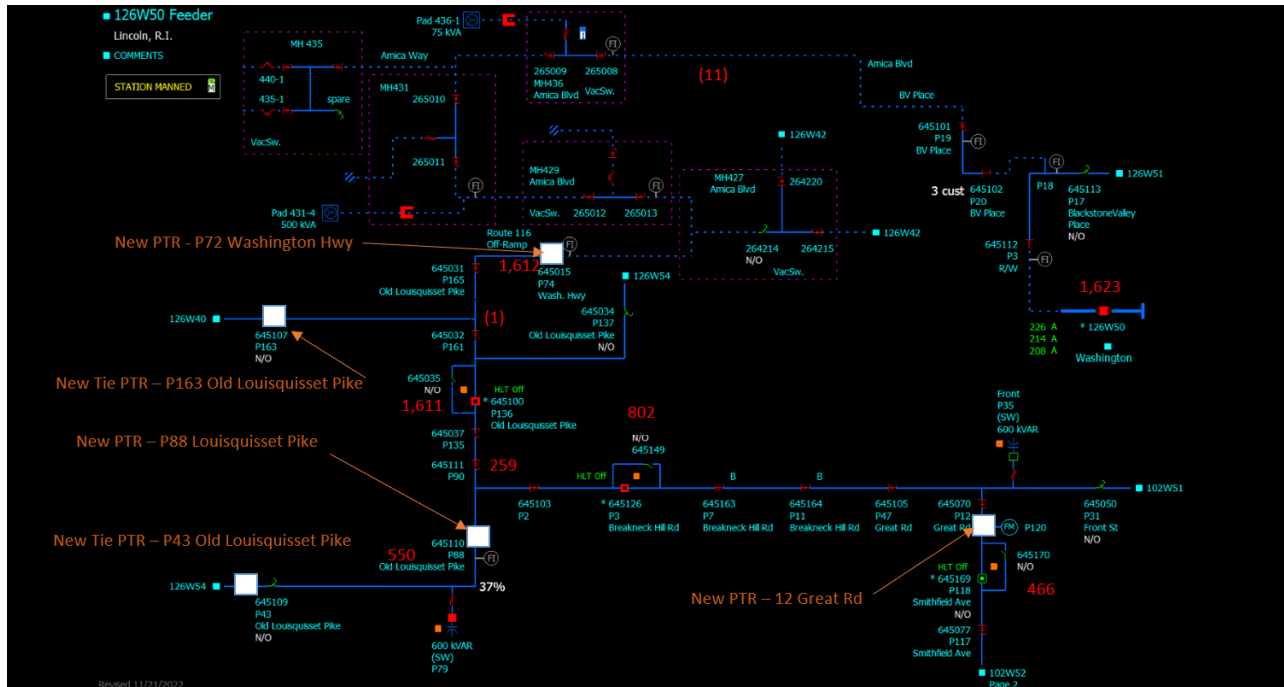 126W50 Feeder
Lincoln, R.I.
COMMENTS
STATION MANNED M
MH 435
440-1
435-1
spare
VacSw.
Amica Way
Pad 436-1
75 kVA
FI
265009
265008
MH436
Amica Blvd
VacSw.
(11)
Amica Blvd
BV Place
MH431
265010
265011
FI
Pad 431-4
500 kVA
MH429
Amica Blvd
FI
VacSw.
265012
265013
126W42
MH427
Amica Blvd
264220
264214
N/O
264215
VacSw.
126W42
645101
P19
BV Place
FI
3 cust
645102
P20
BV Place
FI
P18
645113
P17
BlackstoneValley
Place
N/O
126W51
645112
P3
R/W
FI
1,623
226 A
214 A
208 A
* 126W50
Washington
New PTR - P72 Washington Hwy
Route 116
Off-Ramp
FI
1,612
645031
P165
Old Louisquisset Pike
645015
P74
Wash. Hwy
126W54
645034
P137
Old Louisquisset Pike
N/O
126W40
645107
P163
N/O
(1)
645032
P161
New Tie PTR – P163 Old Louisquisset Pike
645035
N/O
1,611
HLT Off
* 645100
P136
Old Louisquisset Pike
New PTR – P88 Louisquisset Pike
645037
P135
645111
P90
259
802
N/O
645149
HLT Off
B
B
645103
P2
* 645126
P3
Breakneck Hill Rd
645163
P7
Breakneck Hill Rd
645164
P11
Breakneck Hill Rd
645105
P47
Great Rd
Front
P35
(SW)
600 kVAR
102W51
645050
P31
Front St
N/O
645070
P12
Great Rd
FM
P120
645170
N/O
HLT Off
* 645169
P118
Smithfield Ave
N/O
466
645077
P117
Smithfield Ave
102W52
Page 2
New PTR – 12 Great Rd
New Tie PTR – P43 Old Louisquisset Pike
645110
P88
Old Louisquisset Pike
FI
550
37%
126W54
645109
P43
Old Louisquisset Pike
N/O
600 kVAR
(SW)
P79
Revised 11/21/2022